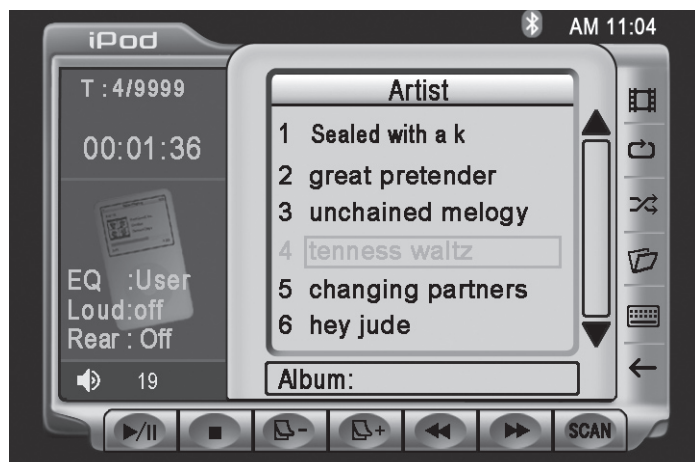 iPod
AM 11:04
T : 4/9999
00:01:36
EQ :User
Loud:off
Rear : Off
19
Artist
1 Sealed with a k
2 great pretender
3 unchained melogy
4 tenness waltz
5 changing partners
6 hey jude
Album:
SCAN